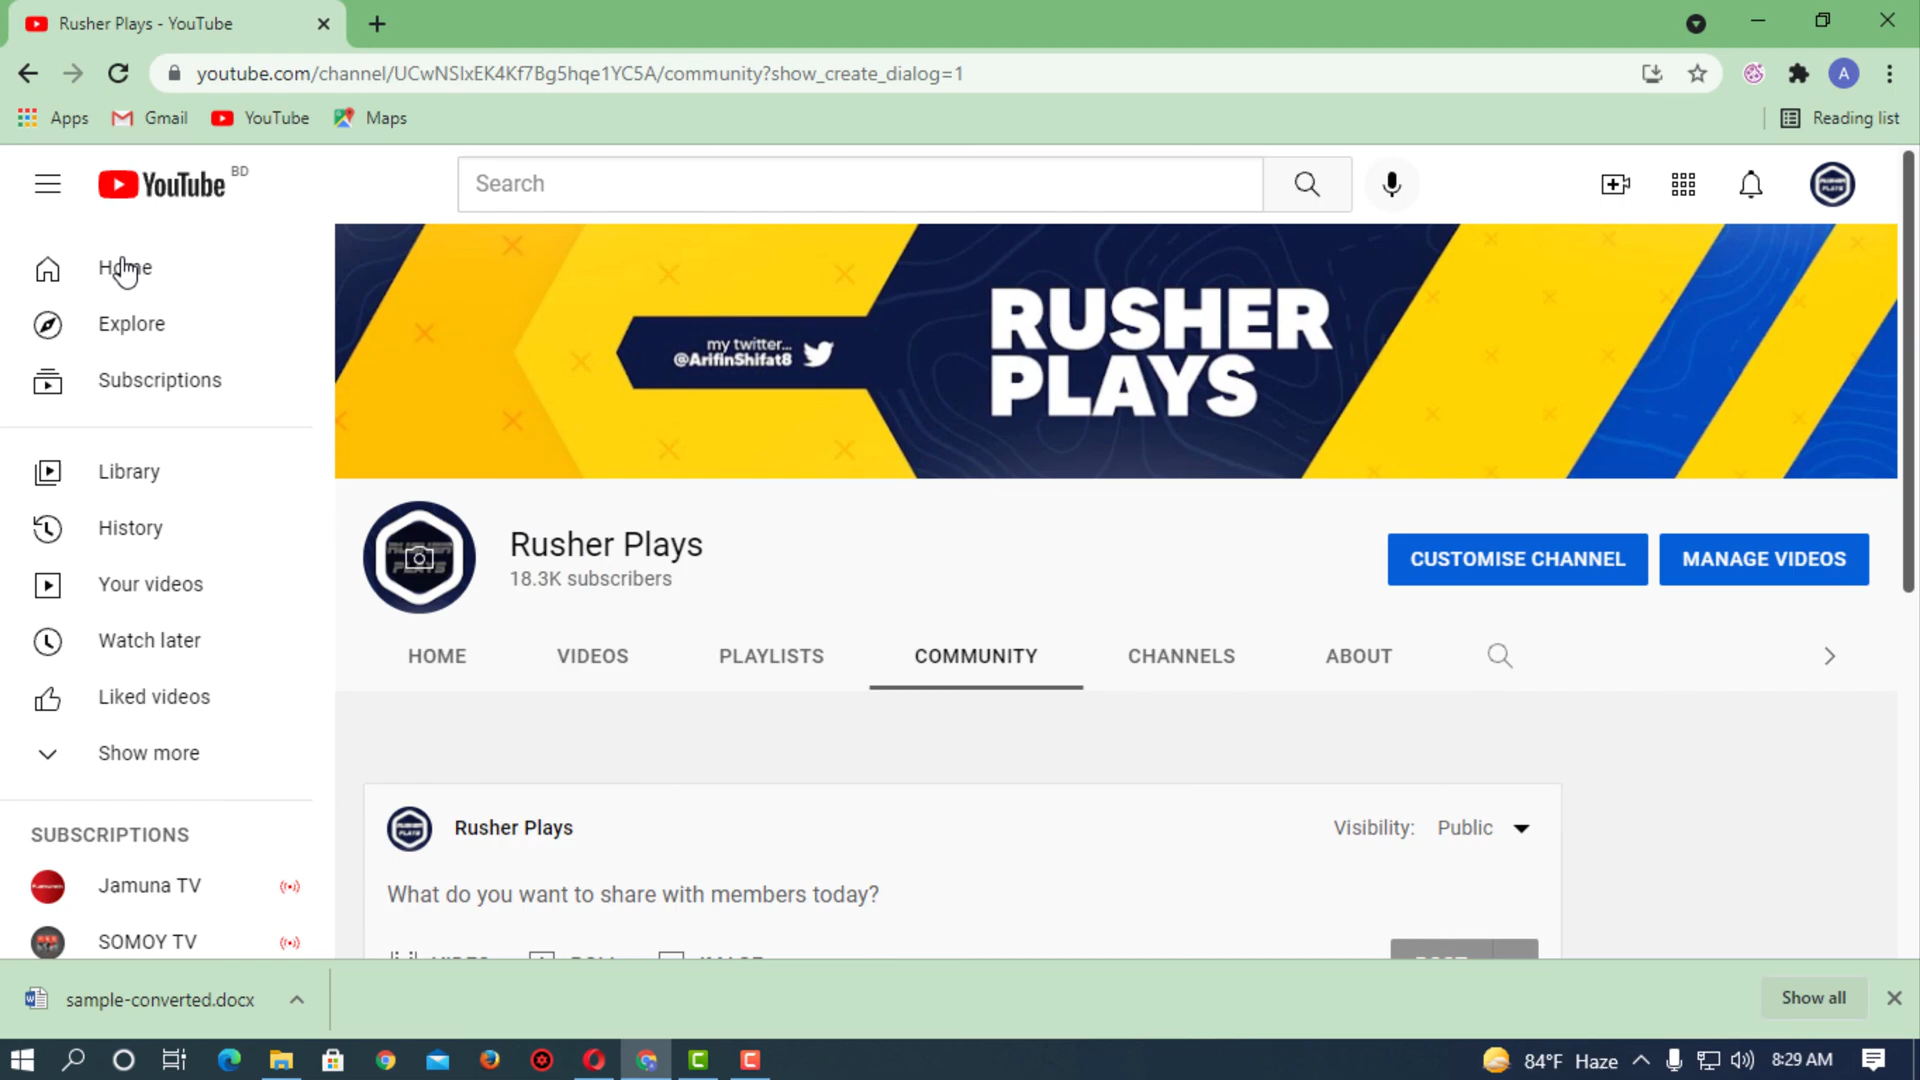 Rusher Plays - YouTube
youtube.com/channel/UCwNSIxEK4Kf7Bg5hqe1YC5A/community?show_create_dialog=1
A
Apps
Gmail
YouTube
Maps
Reading list
YouTube BD
Search
Home
Explore
Subscriptions
Library
History
Your videos
Watch later
Liked videos
Show more
SUBSCRIPTIONS
Jamuna TV
SOMOY TV
my twitter...
@ArifinShifat8
RUSHER
PLAYS
Rusher Plays
18.3K subscribers
CUSTOMISE CHANNEL
MANAGE VIDEOS
HOME
VIDEOS
PLAYLISTS
COMMUNITY
CHANNELS
ABOUT
Rusher Plays
Visibility: Public
What do you want to share with members today?
sample-converted.docx
Show all
84°F Haze
8:29 AM